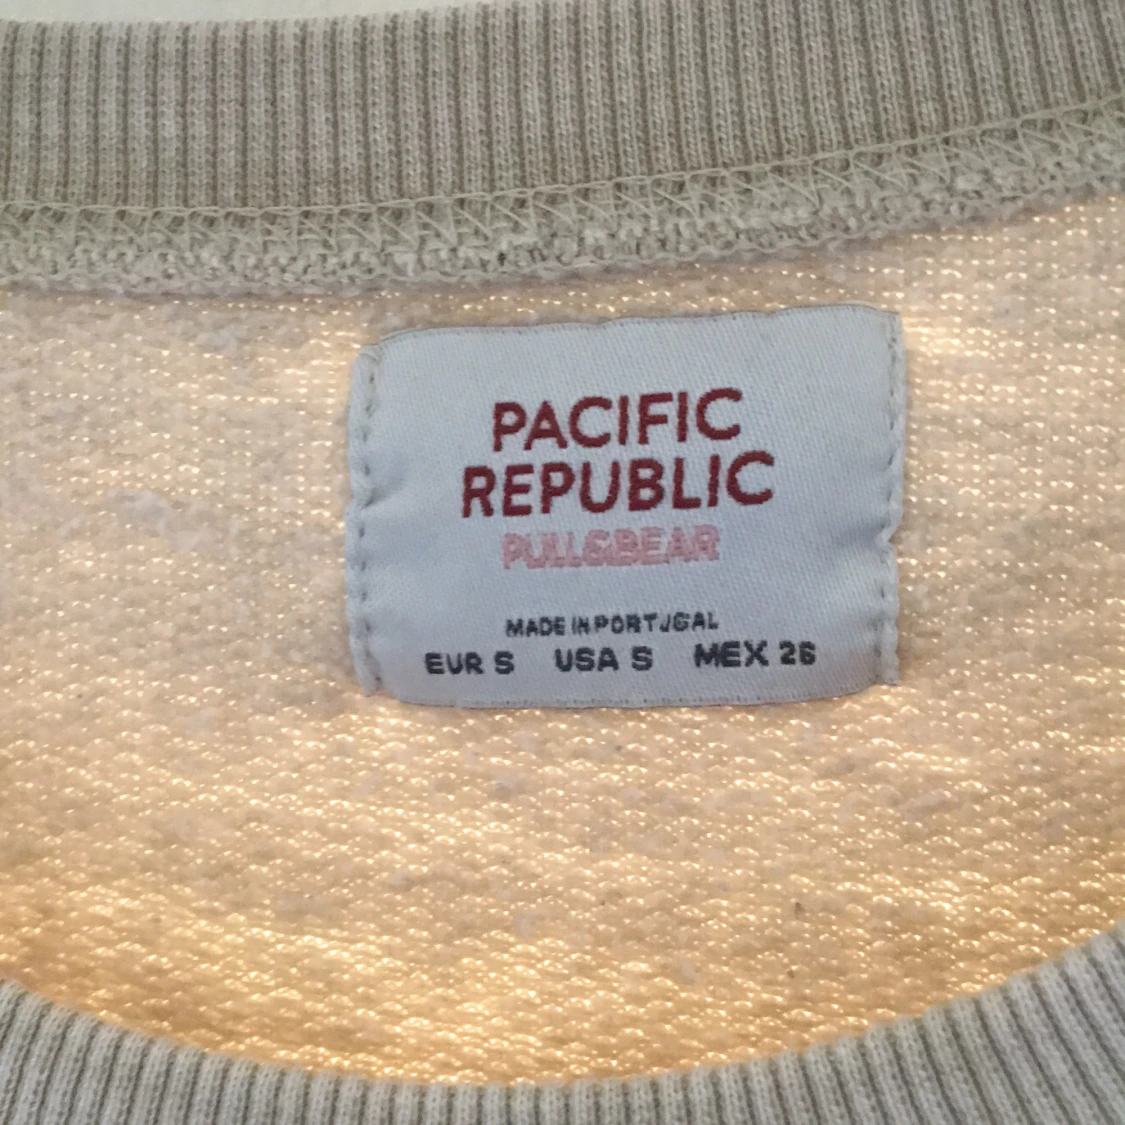 PACIFIC
REPUBLIC
PULL&BEAR
MADE IN PORTUGAL
EUR S USA S MEX 26